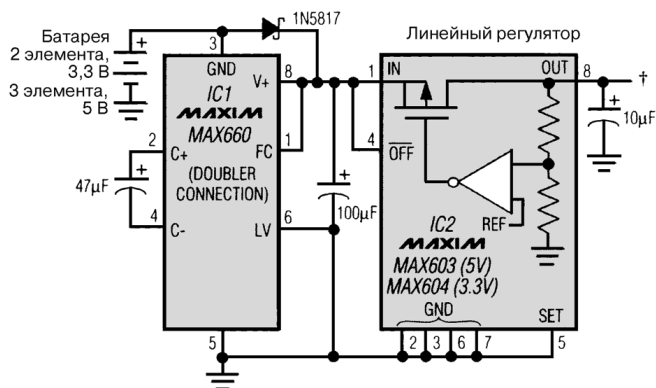 Батарея
2 элемента,
3,3 В
3 элемента,
5 В
1N5817
Линейный регулятор
3
GND
V+
8
IC1
MAXIM
MAX660
(DOUBLER
CONNECTION)
2
C+
FC
1
47µF
4
C-
LV
6
5
100µF
1
IN
OUT
8
†
4
OFF
10µF
REF
IC2
MAXIM
MAX603 (5V)
MAX604 (3.3V)
GND
SET
2
3
6
7
5